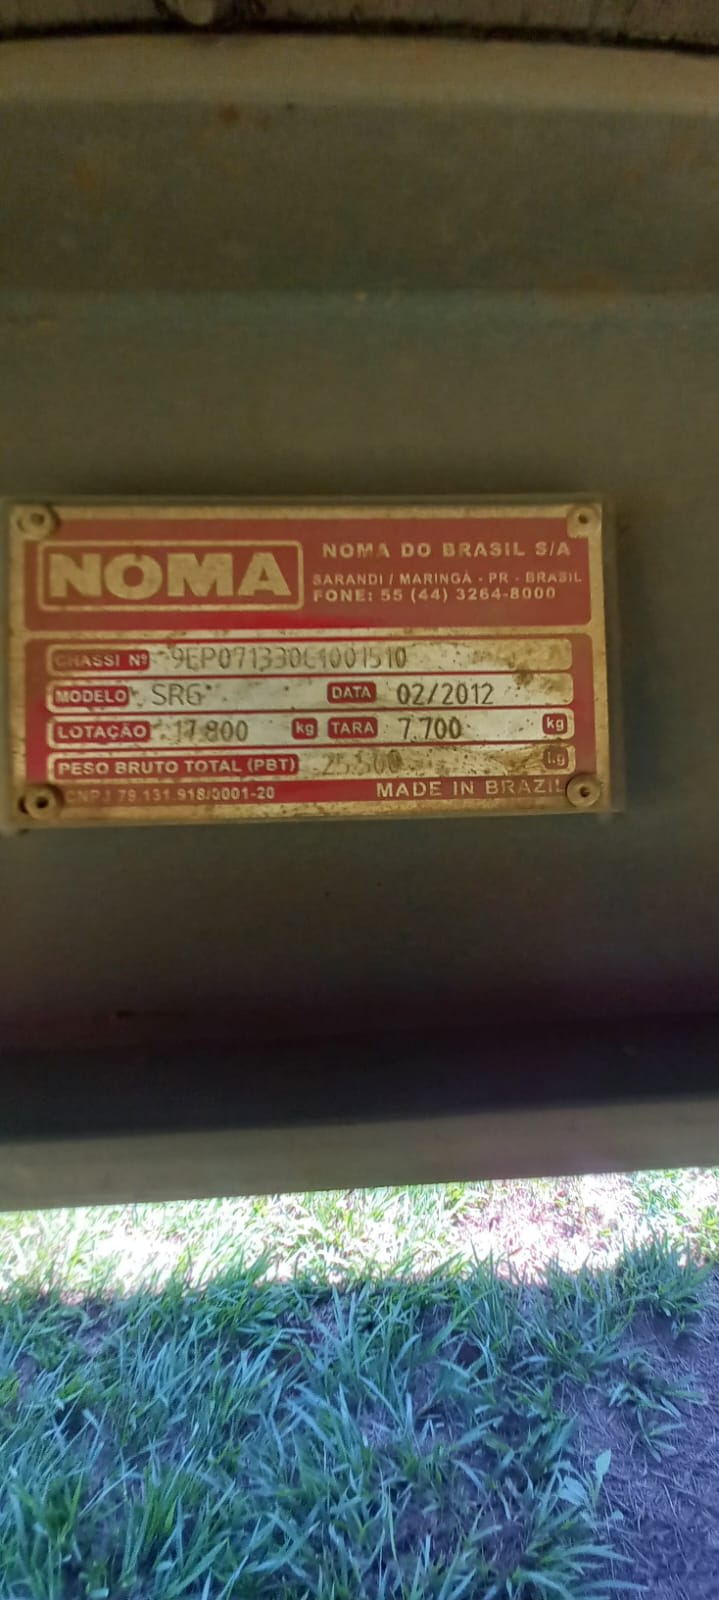 NOMA
NOMA DO BRASIL S/A
SARANDI / MARINGÁ - PR - BRASIL
FONE: 55 (44) 3264-8000
CHASSI Nº 9EP071330C1001510
MODELO SRG DATA 02/2012
LOTAÇÃO 17.800 kg TARA 7.700 kg
PESO BRUTO TOTAL (PBT) 25.500 kg
CNPJ 79.131.918/0001-20 MADE IN BRAZIL